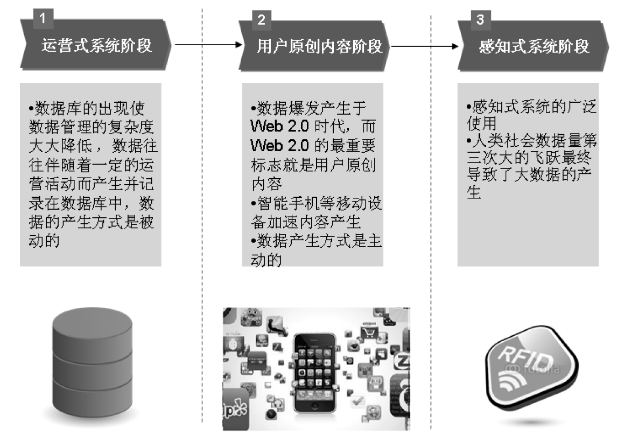 1
运营式系统阶段
2
用户原创内容阶段
3
感知式系统阶段
•数据库的出现使
数据管理的复杂度
大大降低，数据往
往伴随着一定的运
营活动而产生并记
录在数据库中，数
据的产生方式是被
动的
•数据爆发产生于
Web 2.0 时代，而
Web 2.0 的最重要
标志就是用户原创
内容
•智能手机等移动设
备加速内容产生
•数据产生方式是主
动的
•感知式系统的广泛
使用
•人类社会数据量第
三次大的飞跃最终
导致了大数据的产
生
RFID